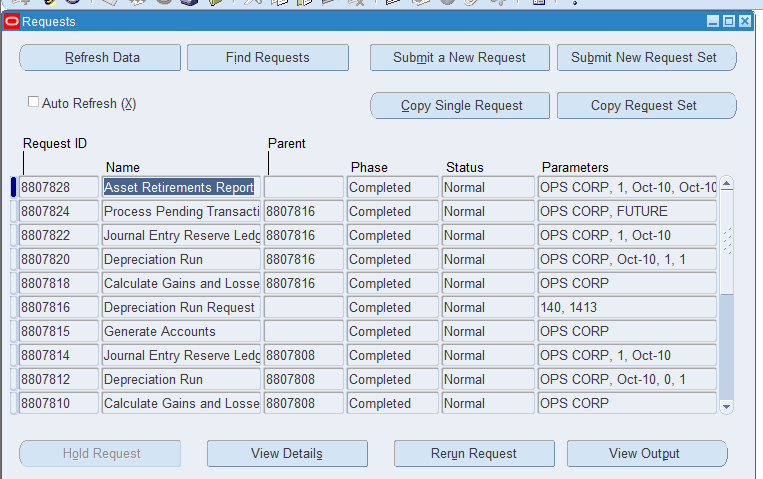 Requests
Refresh Data Find Requests Submit a New Request Submit New Request Set
Auto Refresh (X) Copy Single Request Copy Request Set
Request ID Parent
Name Phase Status Parameters
8807828 Asset Retirements Report Completed Normal OPS CORP, 1, Oct-10, Oct-10
8807824 Process Pending Transacti 8807816 Completed Normal OPS CORP, FUTURE
8807822 Journal Entry Reserve Ledg 8807816 Completed Normal OPS CORP, 1, Oct-10
8807820 Depreciation Run 8807816 Completed Normal OPS CORP, Oct-10, 1, 1
8807818 Calculate Gains and Losse 8807816 Completed Normal OPS CORP
8807816 Depreciation Run Request Completed Normal 140, 1413
8807815 Generate Accounts Completed Normal OPS CORP
8807814 Journal Entry Reserve Ledg 8807808 Completed Normal OPS CORP, 1, Oct-10
8807812 Depreciation Run 8807808 Completed Normal OPS CORP, Oct-10, 0, 1
8807810 Calculate Gains and Losse 8807808 Completed Normal OPS CORP
Hold Request View Details Rerun Request View Output